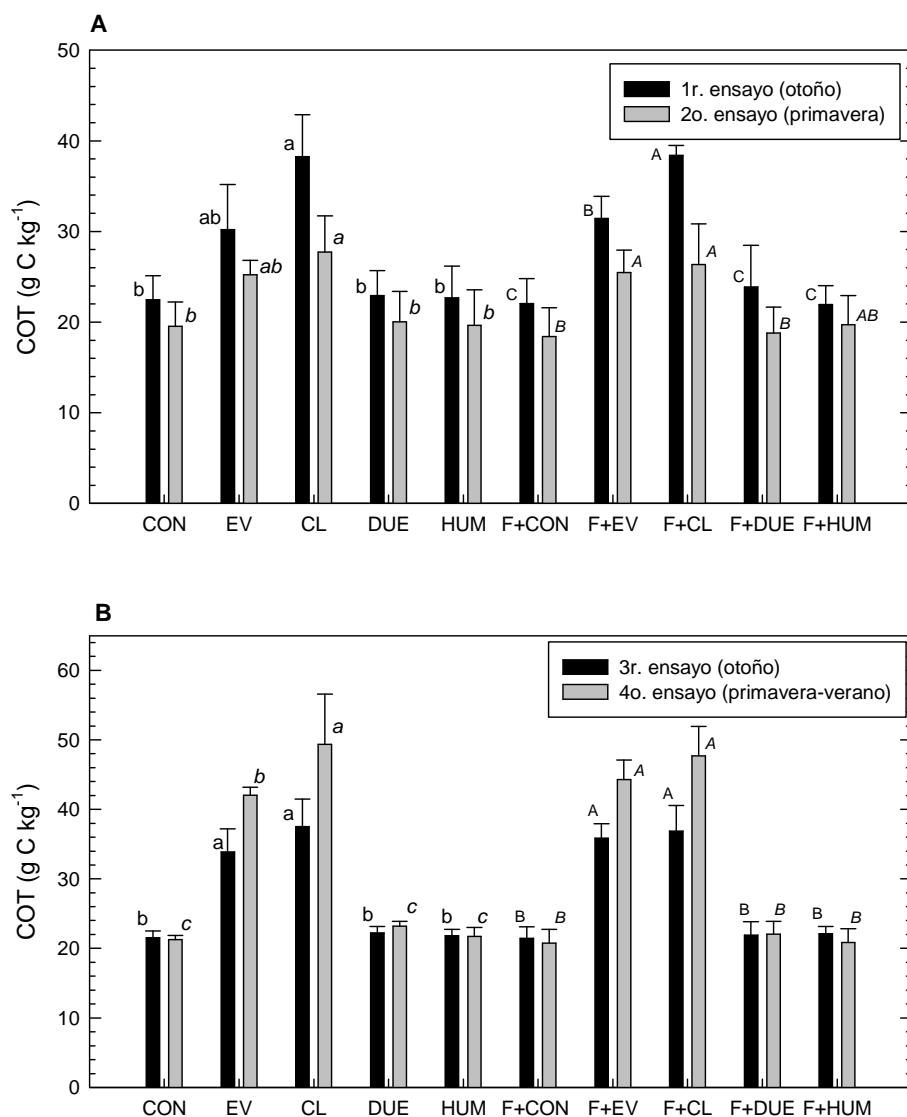 A
COT (g C kg-1)
50
40
30
20
10
0
1r. ensayo (otoño)
2o. ensayo (primavera)
b b ab ab a a b b b b C B B A A A C B C AB
CON EV CL DUE HUM F+CON F+EV F+CL F+DUE F+HUM
B
COT (g C kg-1)
60
50
40
30
20
10
0
3r. ensayo (otoño)
4o. ensayo (primavera-verano)
b c a b a a b c b c B B A A A A B B B B
CON EV CL DUE HUM F+CON F+EV F+CL F+DUE F+HUM